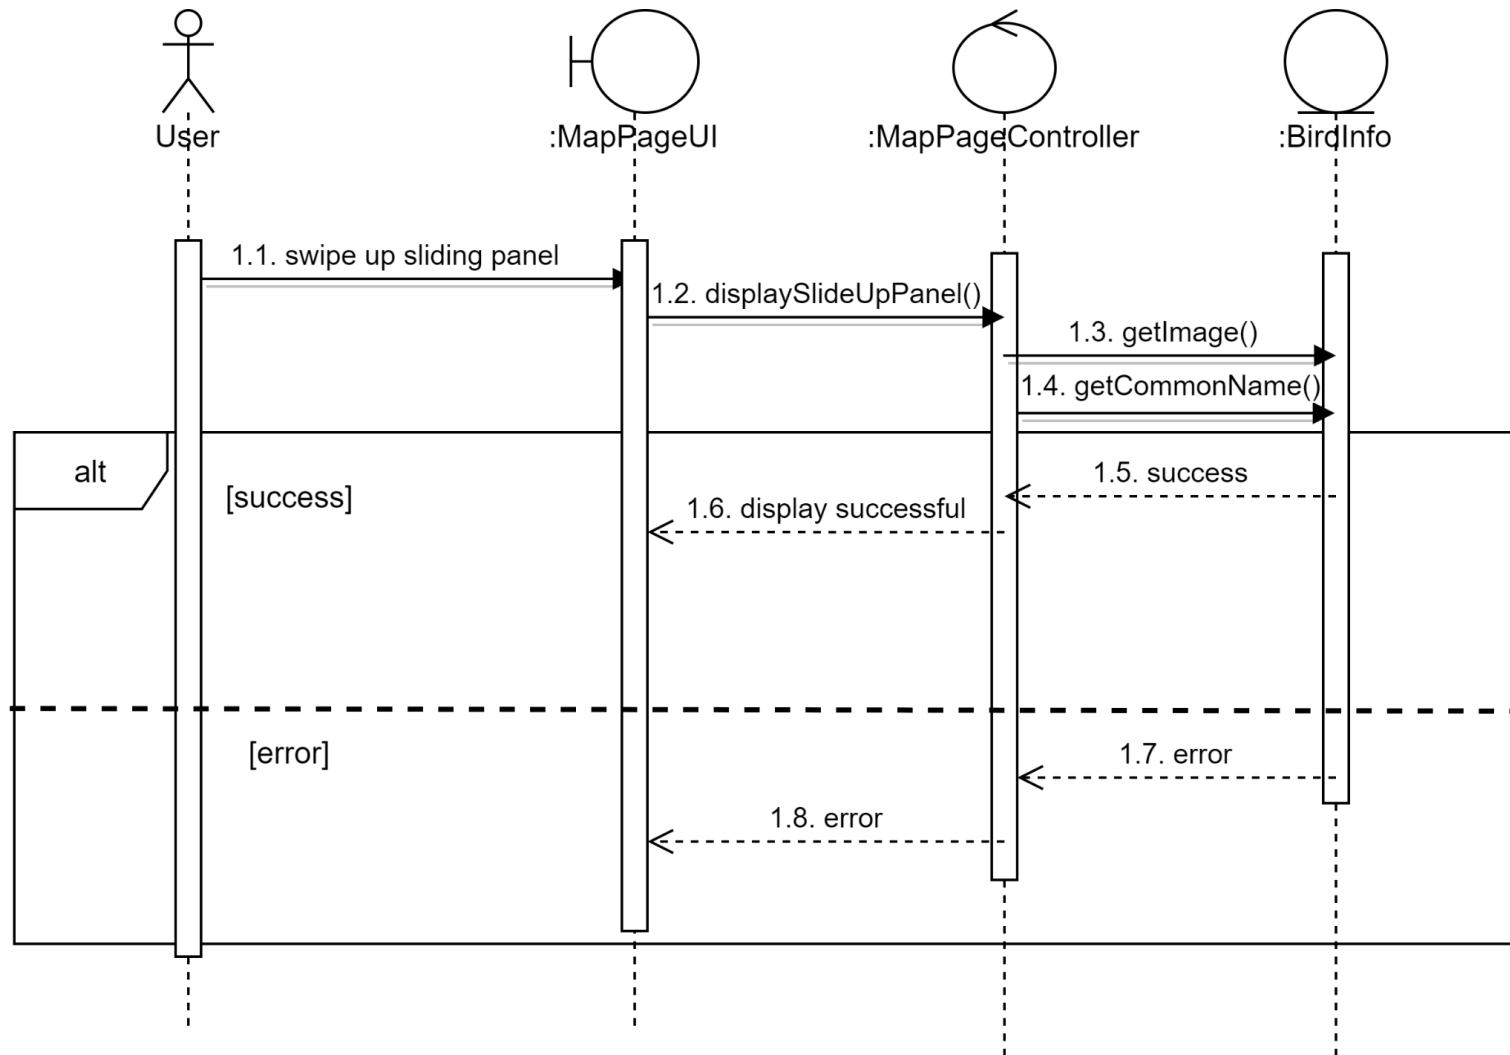 User
:MapPageUI
:MapPageController
:BirdInfo
1.1. swipe up sliding panel
1.2. displaySlideUpPanel()
1.3. getImage()
1.4. getCommonName()
alt
[success]
1.5. success
1.6. display successful
[error]
1.7. error
1.8. error